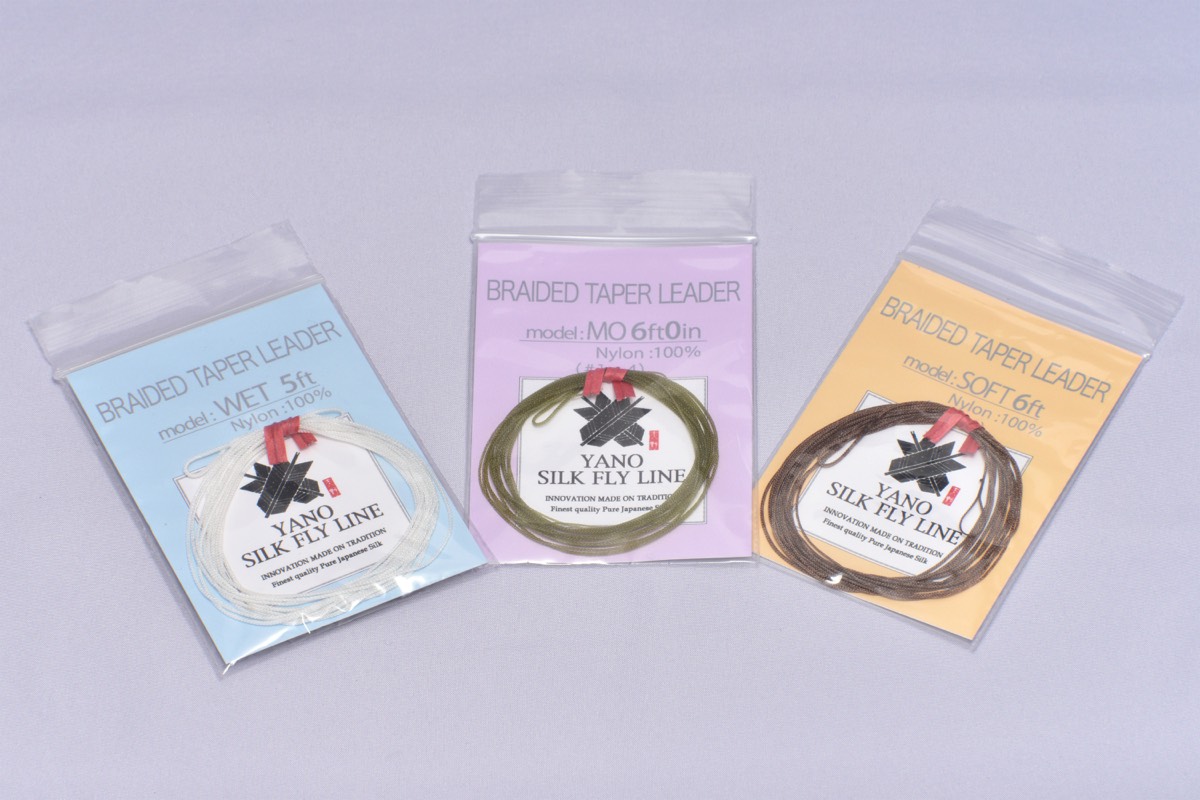 BRAIDED TAPER LEADER
model: WET 5ft
Nylon :100%
YANO
SILK FLY LINE
INNOVATION MADE ON TRADITION
Finest quality Pure Japanese Silk
BRAIDED TAPER LEADER
model: MO 6ft0in
Nylon :100%
YANO
SILK FLY LINE
INNOVATION MADE ON
Finest quality Pure Japanese
BRAIDED TAPER LEADER
model: SOFT 6ft
Nylon :100%
YANO
SILK FLY LINE
INNOVATION MADE ON TRADITION
Finest quality Pure Japanese Silk